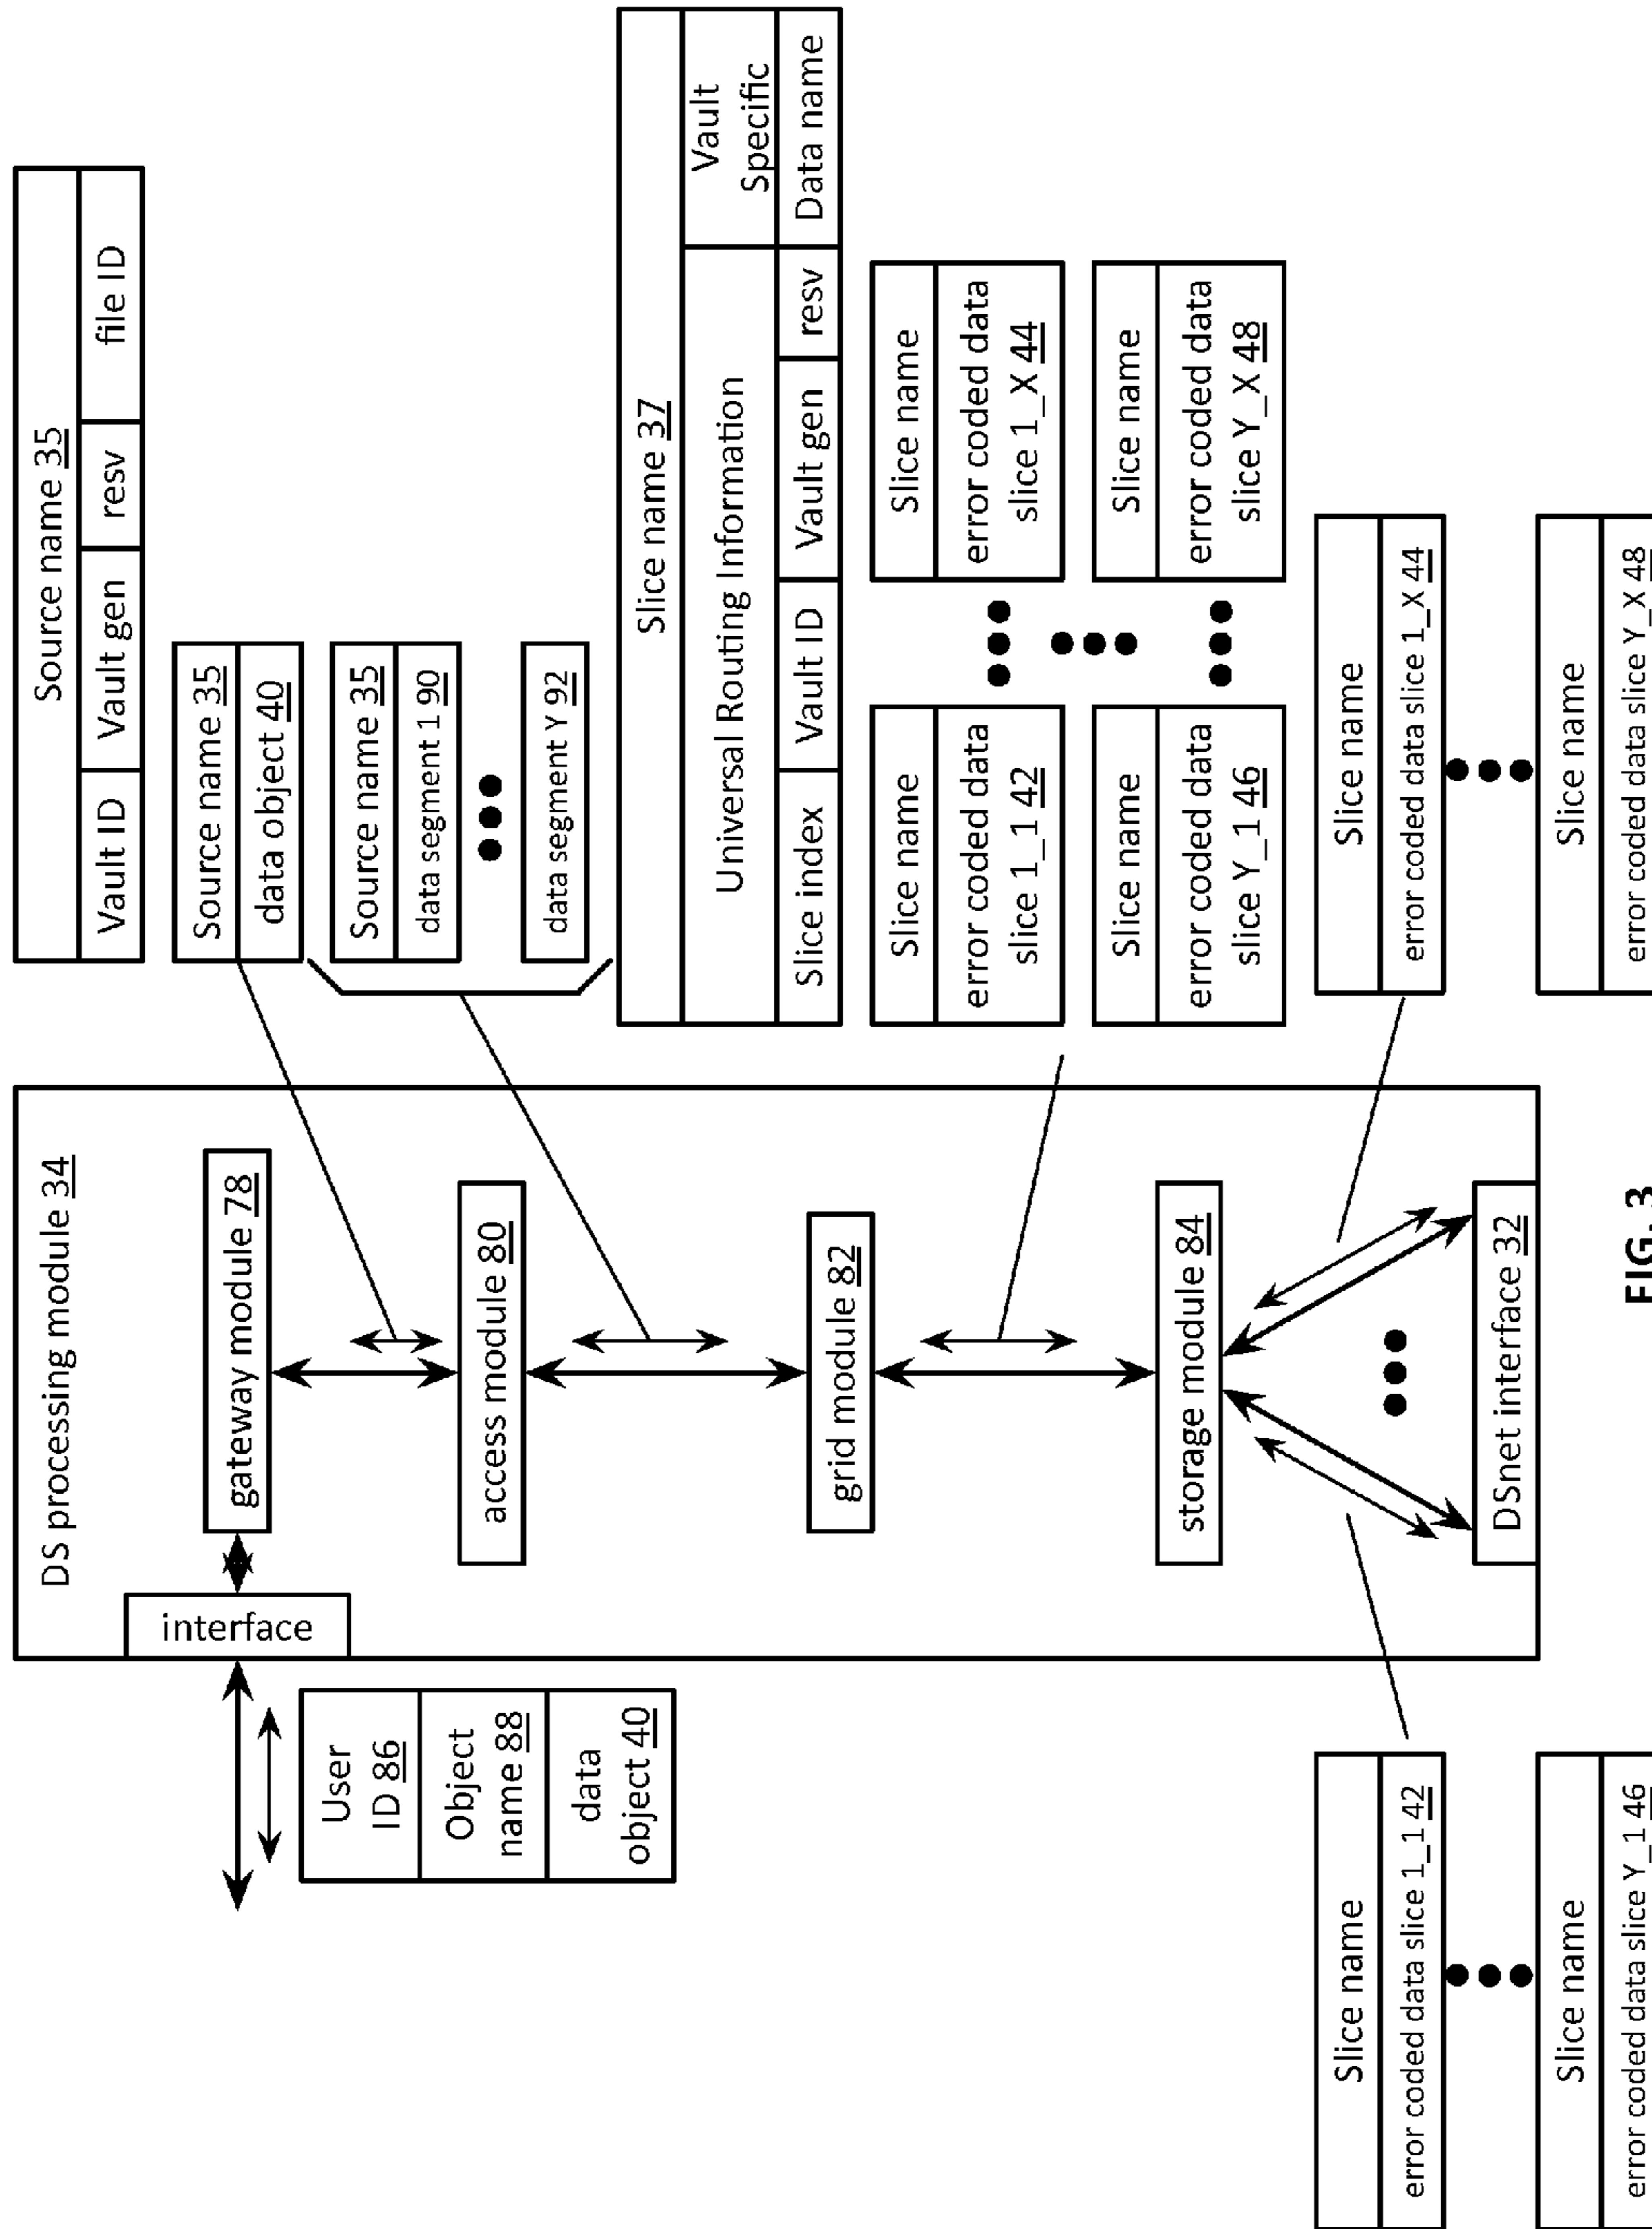 DS processing module 34
interface
gateway module 78
access module 80
grid module 82
storage module 84
DSnet interface 32
User
ID 86
Object
name 88
data
object 40
Source name 35
Vault ID
Vault gen
resv
file ID
Source name 35
data object 40
Source name 35
data segment 1 90
data segment Y 92
Slice name 37
Universal Routing Information
Vault
Specific
Slice index
Vault ID
Vault gen
resv
Data name
Slice name
error coded data
slice 1_1 42
Slice name
error coded data
slice 1_X 44
Slice name
error coded data
slice Y_1 46
Slice name
error coded data
slice Y_X 48
Slice name
error coded data slice 1_1 42
Slice name
error coded data slice Y_1 46
Slice name
error coded data slice 1_X 44
Slice name
error coded data slice Y_X 48
FIG. 3